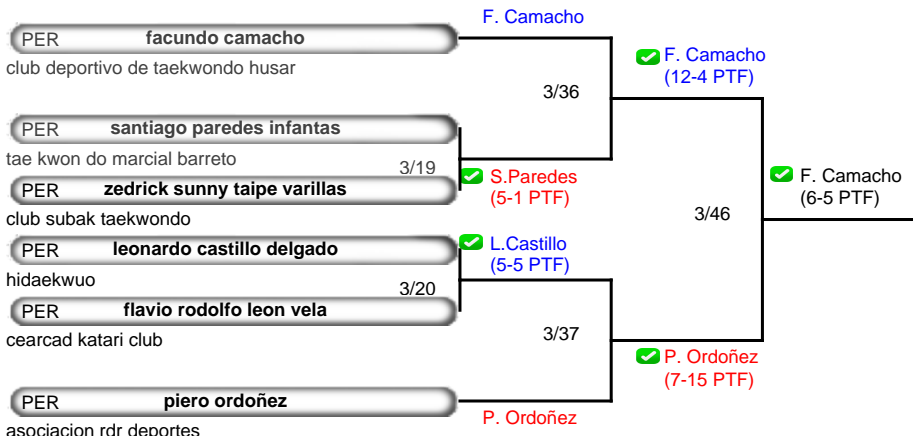 F. Camacho
PER facundo camacho
club deportivo de taekwondo husar
F. Camacho
(12-4 PTF)
3/36
PER santiago paredes infantas
tae kwon do marcial barreto
3/19
S.Paredes
(5-1 PTF)
PER zedrick sunny taipe varillas
club subak taekwondo
F. Camacho
(6-5 PTF)
3/46
PER leonardo castillo delgado
hidaekwuo
L.Castillo
(5-5 PTF)
3/20
PER flavio rodolfo leon vela
cearcad katari club
3/37
P. Ordoñez
(7-15 PTF)
PER piero ordoñez
asociacion rdr deportes
P. Ordoñez